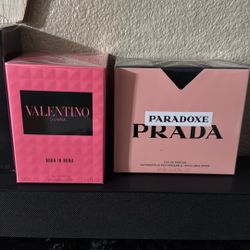 VALENTINO
DONNA
BORN IN ROMA
PARADOXE
PRADA
EAU DE PARFUM